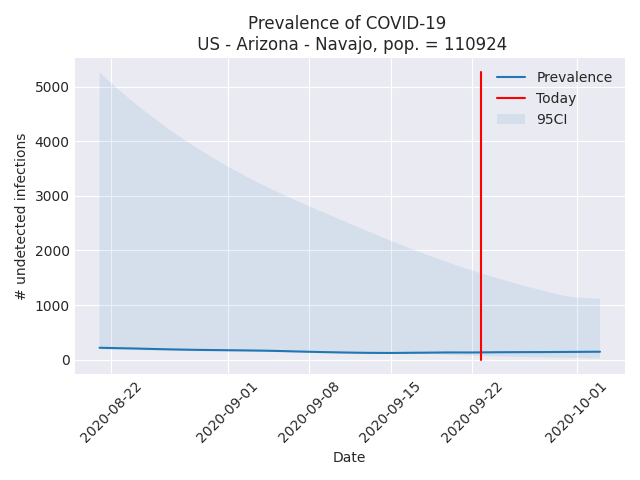 Prevalence of COVID-19
US - Arizona - Navajo, pop. = 110924
Prevalence
Today
95CI
# undetected infections
5000
4000
3000
2000
1000
0
2020-08-22
2020-09-01
2020-09-08
2020-09-15
2020-09-22
2020-10-01
Date